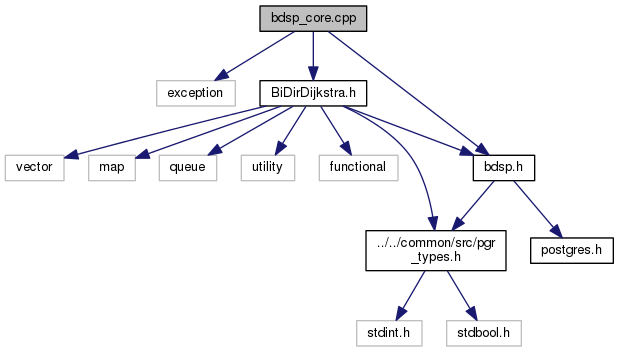 bdsp_core.cpp
exception
BiDirDijkstra.h
vector
map
queue
utility
functional
bdsp.h
../../common/src/pgr
_types.h
postgres.h
stdint.h
stdbool.h